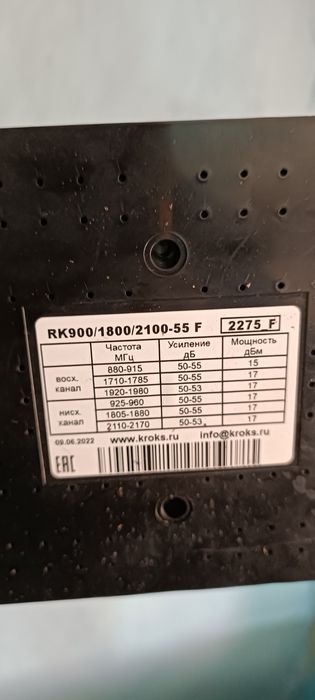 RK900/1800/2100-55 F 2275_F
Частота МГц Усиление дБ Мощность дБм
восх. канал 880-915 50-55 15
1710-1785 50-55 17
1920-1980 50-53 17
нисх. канал 925-960 50-55 17
1805-1880 50-55 17
2110-2170 50-53 17
09.06.2022 www.kroks.ru info@kroks.ru
EAC